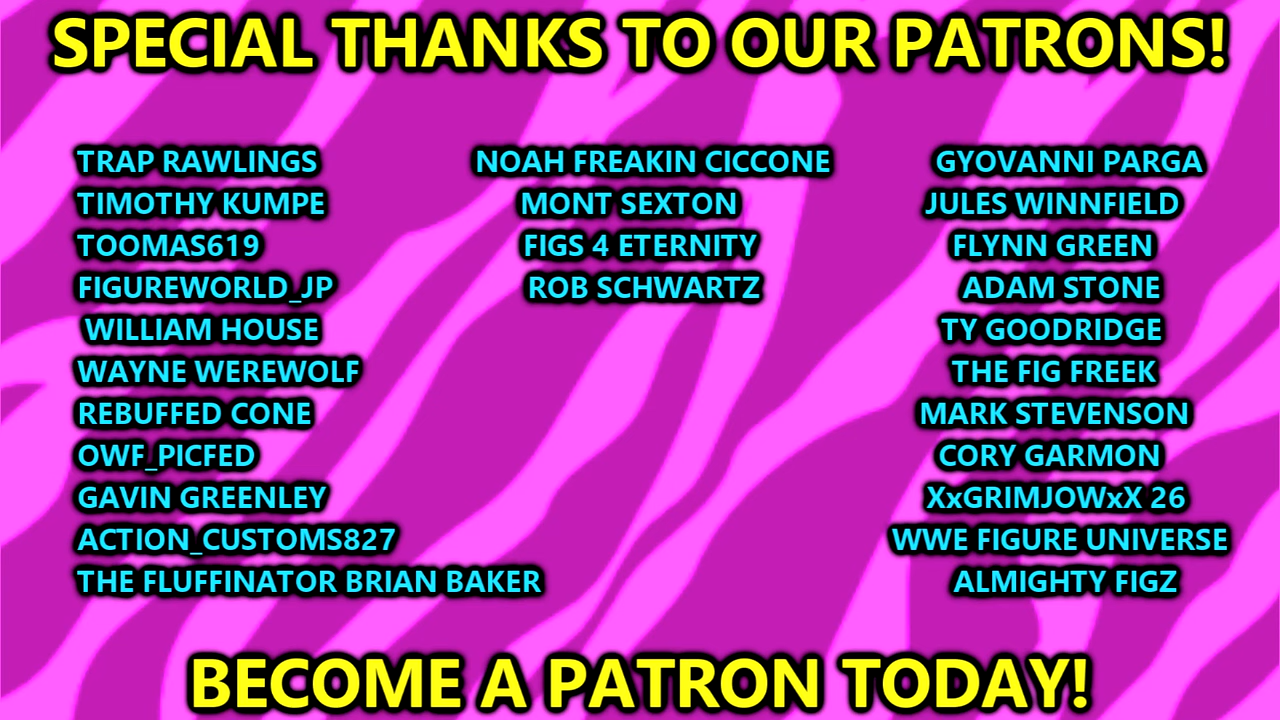 SPECIAL THANKS TO OUR PATRONS!
TRAP RAWLINGS
TIMOTHY KUMPE
TOOMAS619
FIGUREWORLD_JP
WILLIAM HOUSE
WAYNE WEREWOLF
REBUFFED CONE
OWF_PICFED
GAVIN GREENLEY
ACTION_CUSTOMS827
THE FLUFFINATOR BRIAN BAKER
NOAH FREAKIN CICCONE
MONT SEXTON
FIGS 4 ETERNITY
ROB SCHWARTZ
GYOVANNI PARGA
JULES WINNFIELD
FLYNN GREEN
ADAM STONE
TY GOODRIDGE
THE FIG FREEK
MARK STEVENSON
CORY GARMON
XxGRIMJOWxX 26
WWE FIGURE UNIVERSE
ALMIGHTY FIGZ
BECOME A PATRON TODAY!